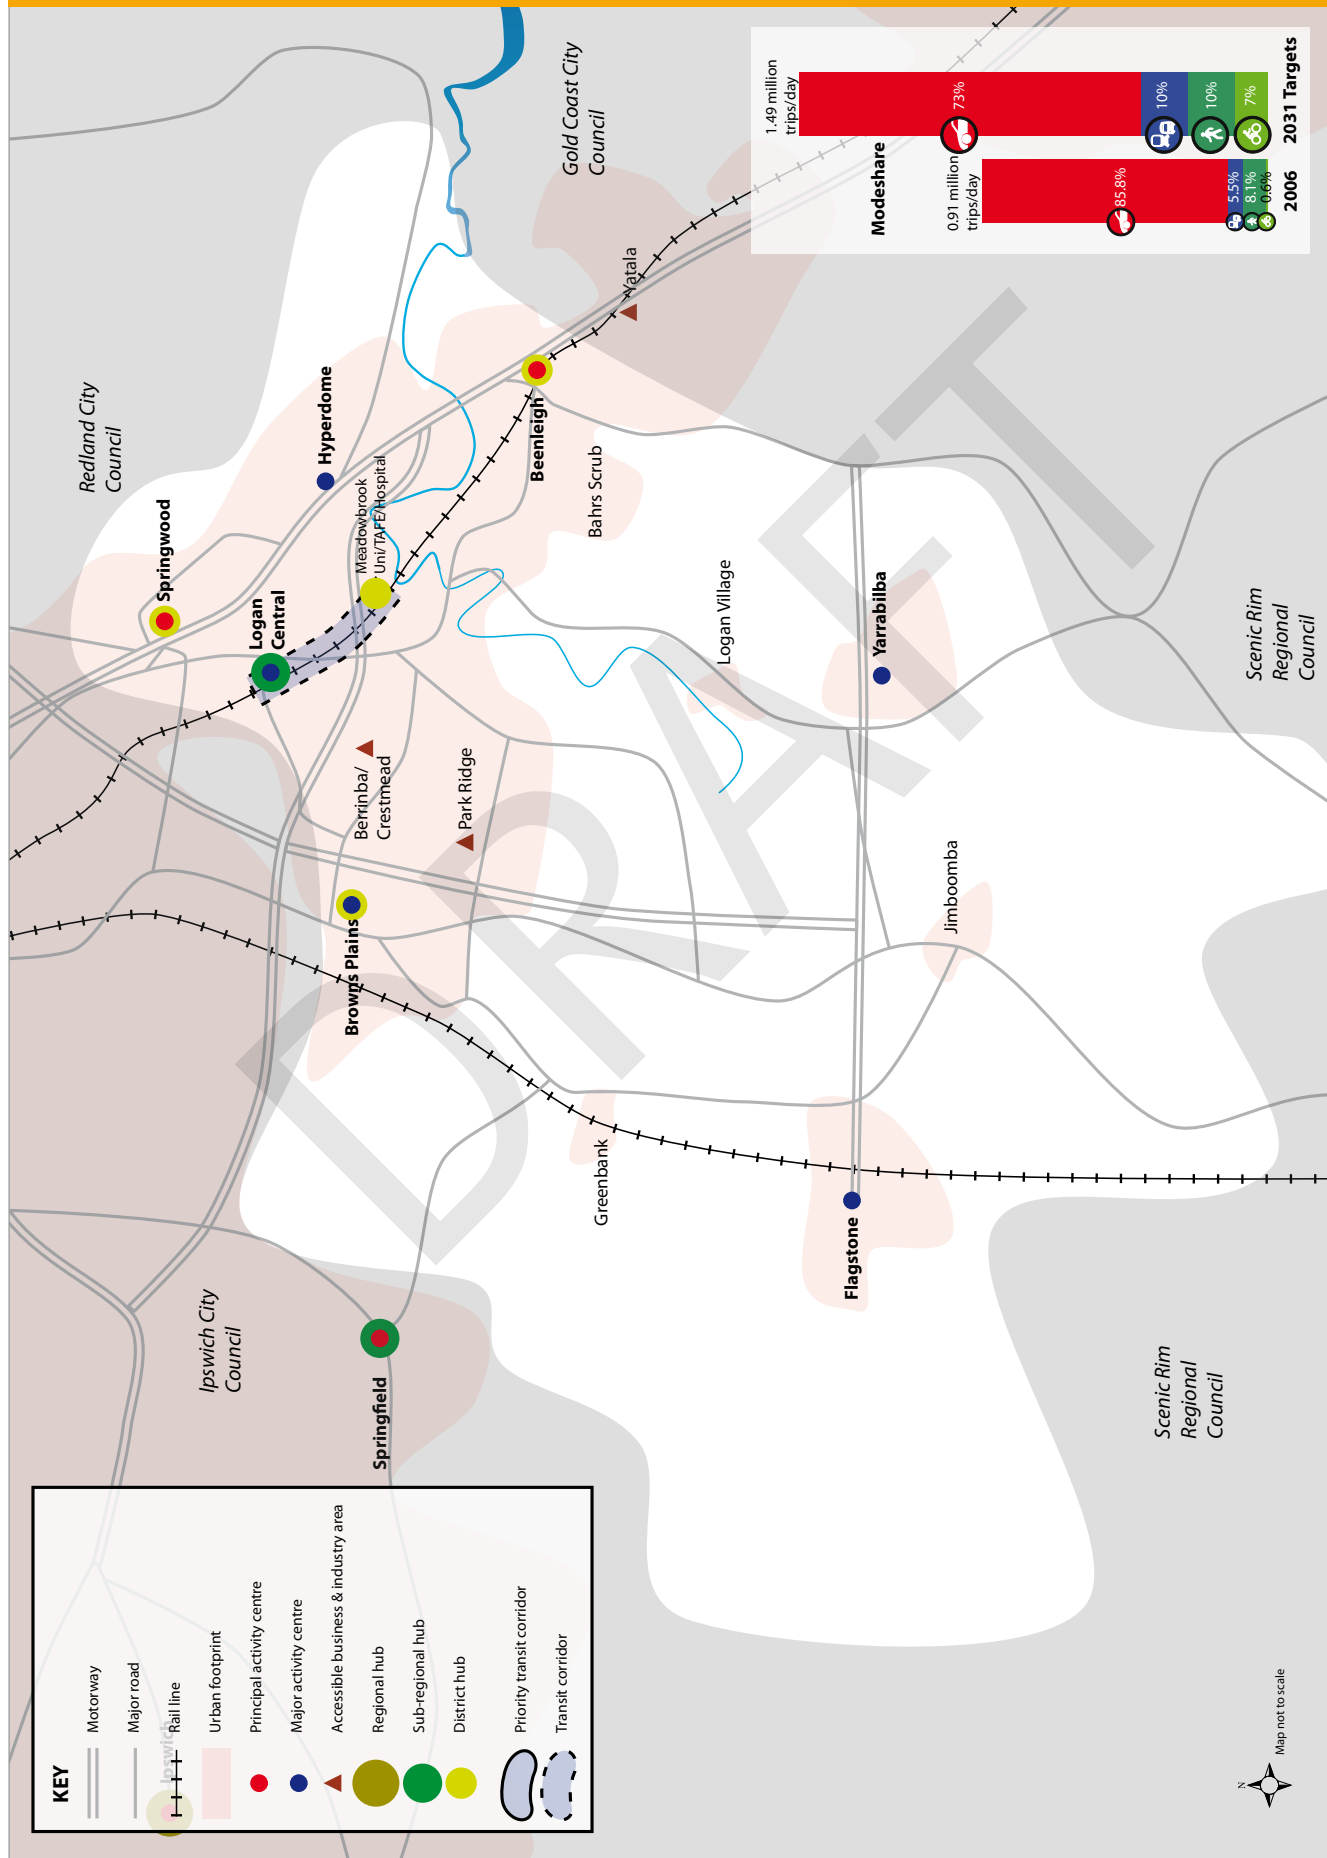 Redland City
Council
Gold Coast City
Council
Springwood
Hyperdome
Logan
Central
Meadowbrook
Uni/TAFE/Hospital
Beenleigh
Yatala
Bahrs Scrub
Berrinba/
Crestmead
Park Ridge
Browns Plains
Logan Village
Yarrabilba
Jimboomba
Greenbank
Flagstone
Springfield
Ipswich City
Council
Scenic Rim
Regional
Council
Scenic Rim
Regional
Council
DRAFT
Modeshare
0.91 million
trips/day
85.8%
5.5%
8.1%
0.6%
2006
1.49 million
trips/day
73%
10%
10%
7%
2031 Targets
KEY
Motorway
Major road
Rail line
Ipswich
Urban footprint
Principal activity centre
Major activity centre
Accessible business & industry area
Regional hub
Sub-regional hub
District hub
Priority transit corridor
Transit corridor
N
Map not to scale